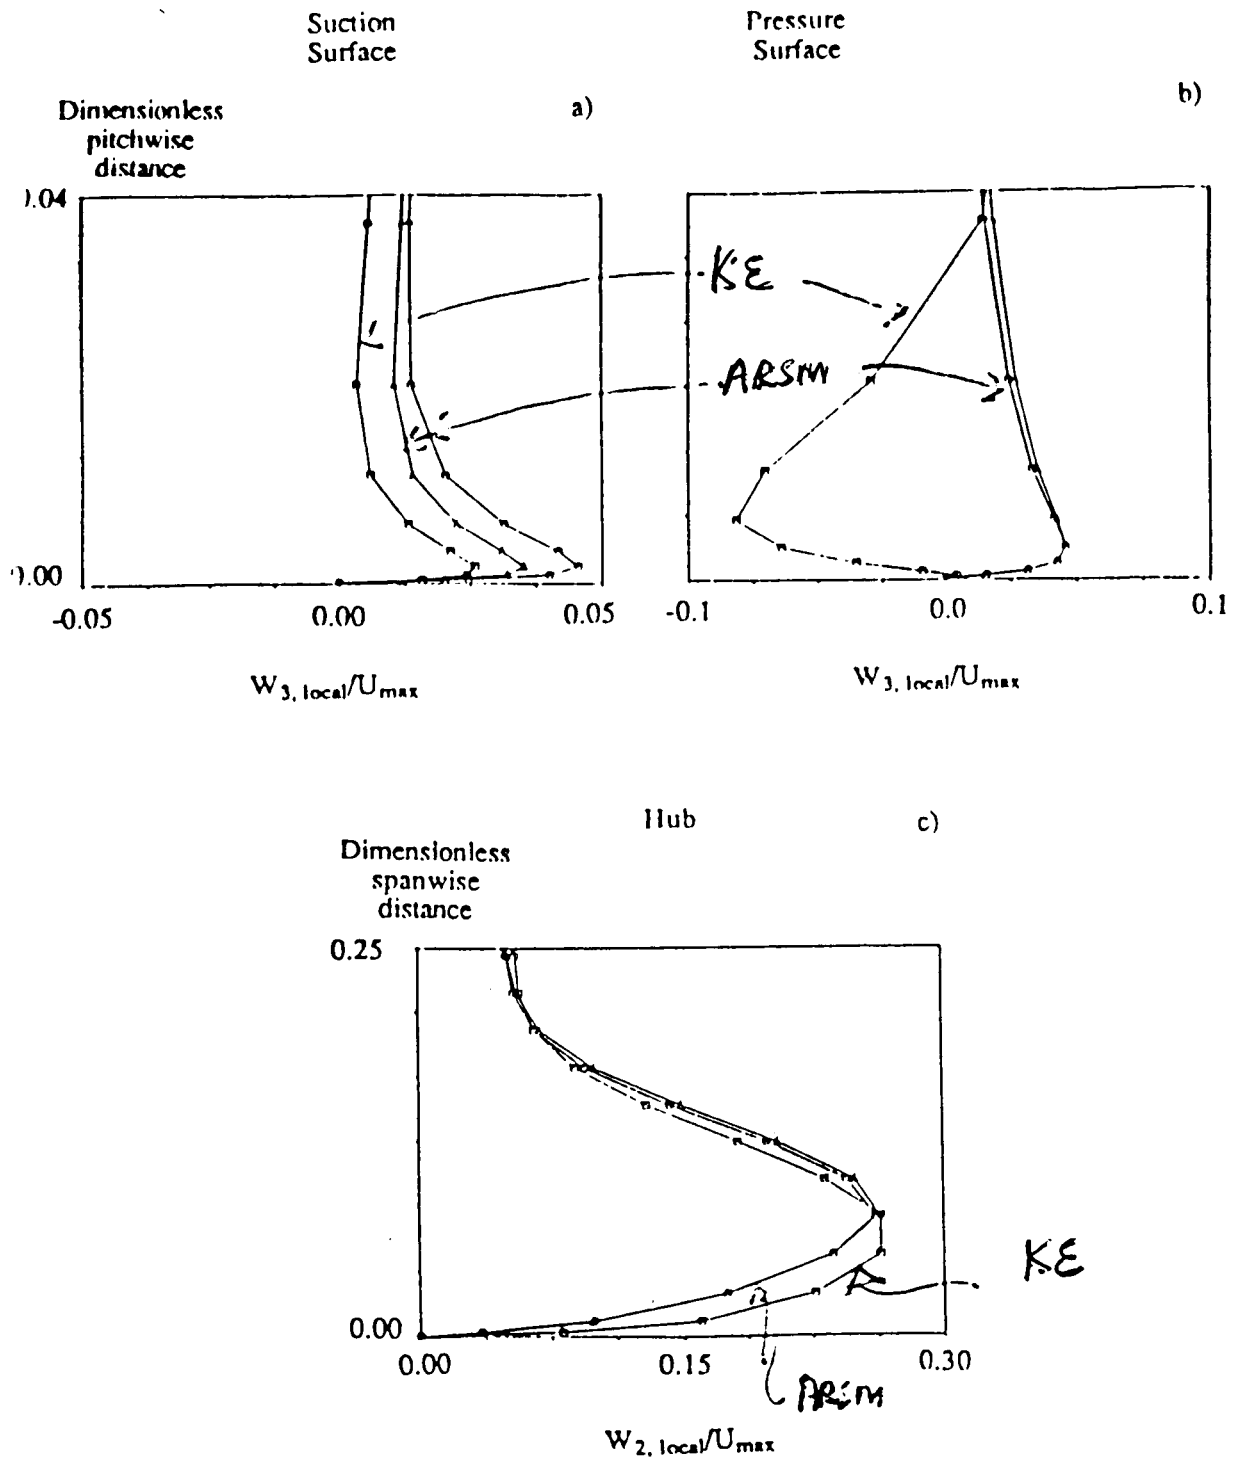 Suction
Surface
Pressure
Surface
a)
b)
Dimensionless
pitchwise
distance
).04
KE
ARSM
).00
-0.05
0.00
0.05
-0.1
0.0
0.1
W3, local/Umax
W3, local/Umax
Hub
c)
Dimensionless
spanwise
distance
0.25
KE
0.00
0.00
0.15
0.30
ARSM
W2, local/Umax